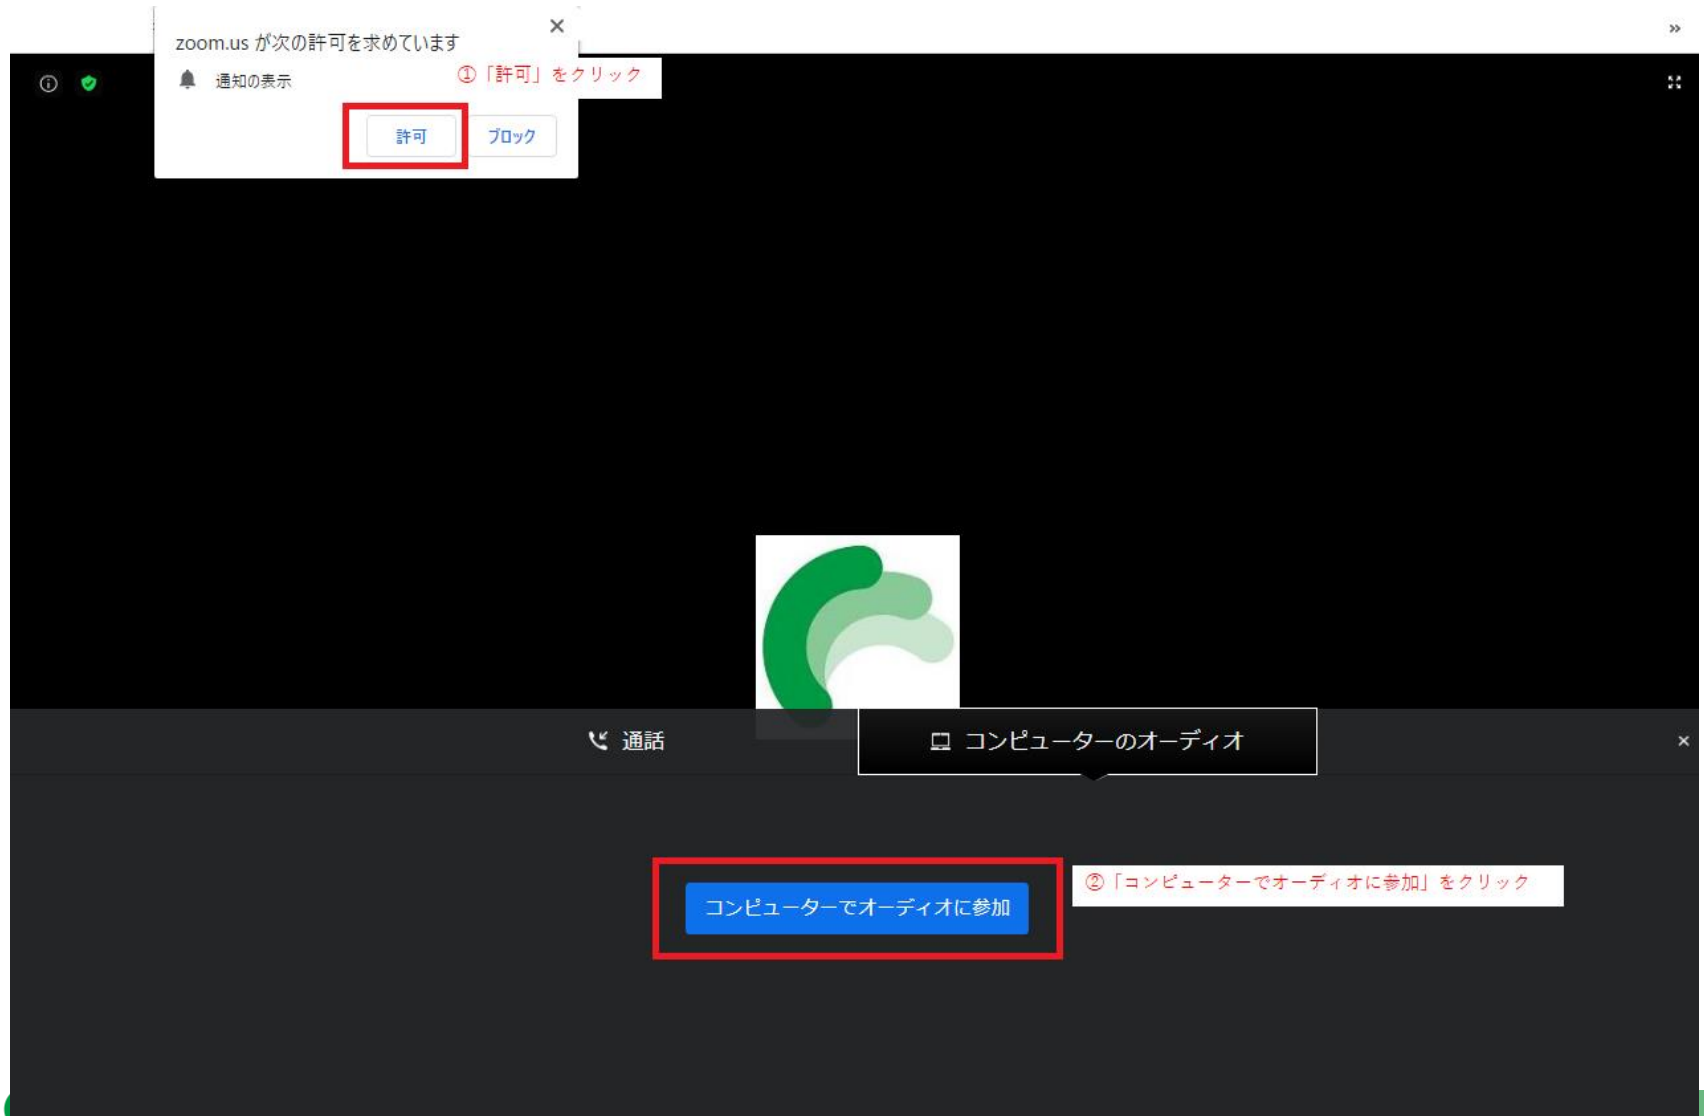 zoom.us が次の許可を求めています
通知の表示
①「許可」をクリック
許可
ブロック
通話
コンピューターのオーディオ
コンピューターでオーディオに参加
②「コンピューターでオーディオに参加」をクリック